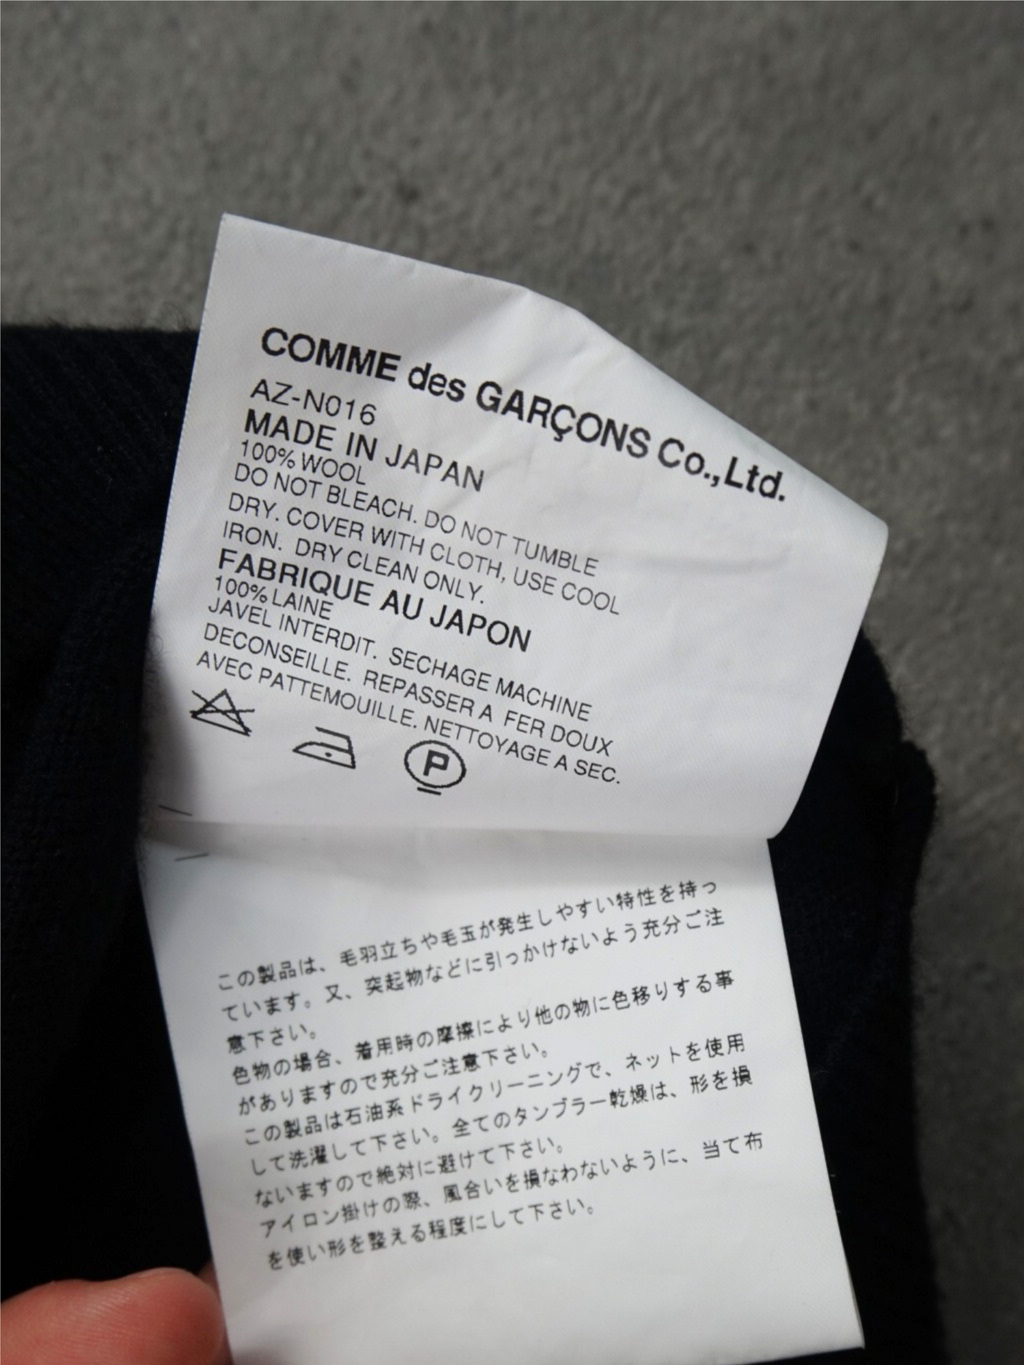 COMME des GARÇONS Co.,Ltd.
AZ-N016
MADE IN JAPAN
100% WOOL
DO NOT BLEACH. DO NOT TUMBLE
DRY. COVER WITH CLOTH, USE COOL
IRON. DRY CLEAN ONLY.
FABRIQUE AU JAPON
100% LAINE
JAVEL INTERDIT. SECHAGE MACHINE
DECONSEILLE. REPASSER A FER DOUX
AVEC PATTEMOUILLE. NETTOYAGE A SEC.
P
この製品は、毛羽立ちや毛玉が発生しやすい特性を持っ
ています。又、突起物などに引っかけないよう充分ご注
意下さい。
色物の場合、着用時の摩擦により他の物に色移りする事
がありますので充分ご注意下さい。
この製品は石油系ドライクリーニングで、ネットを使用
して洗濯して下さい。全てのタンブラー乾燥は、形を損
ないますので絶対に避けて下さい。
アイロン掛けの際、風合いを損なわないように、当て布
を使い形を整える程度にして下さい。